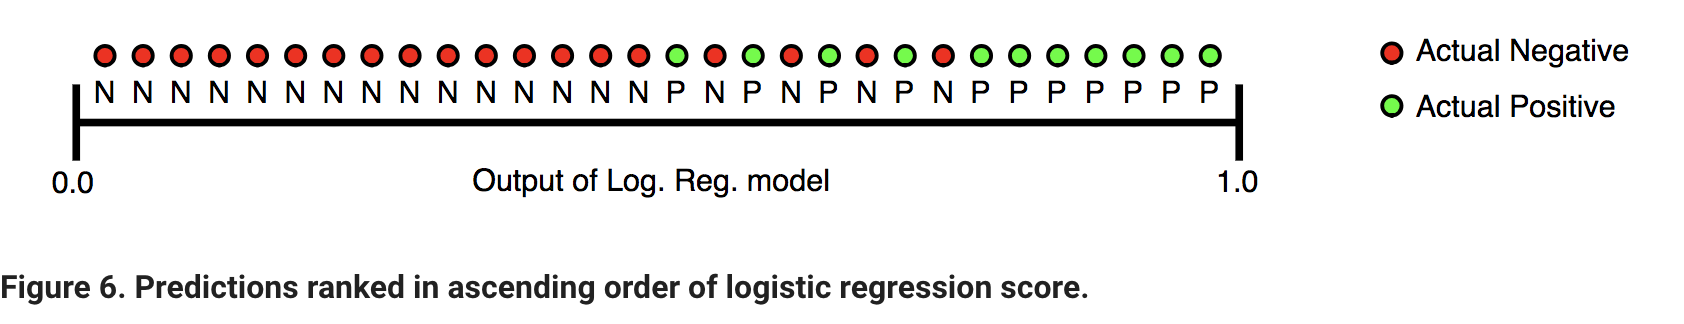 Actual Negative
N N N N N N N N N N N N N N N P N P N P N P N P P P P P P P
Actual Positive
0.0
Output of Log. Reg. model
1.0
Figure 6. Predictions ranked in ascending order of logistic regression score.